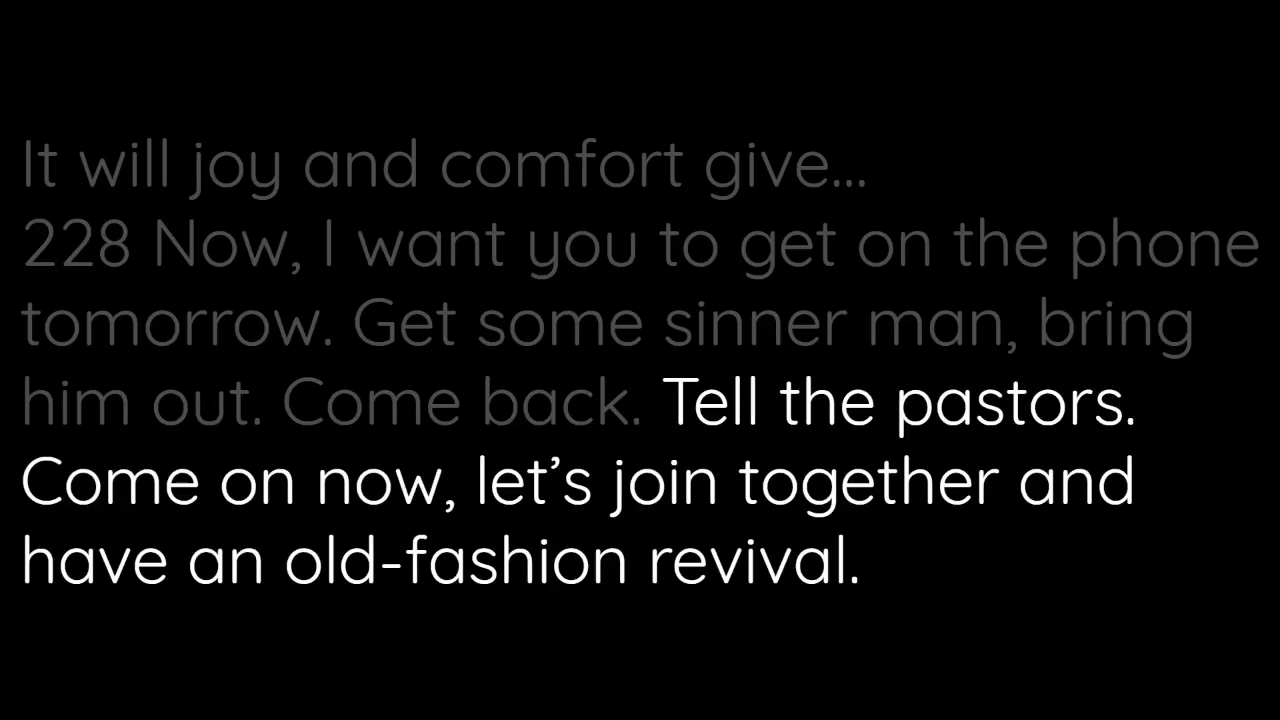 It will joy and comfort give...
228 Now, I want you to get on the phone
tomorrow. Get some sinner man, bring
him out. Come back. Tell the pastors.
Come on now, let’s join together and
have an old-fashion revival.